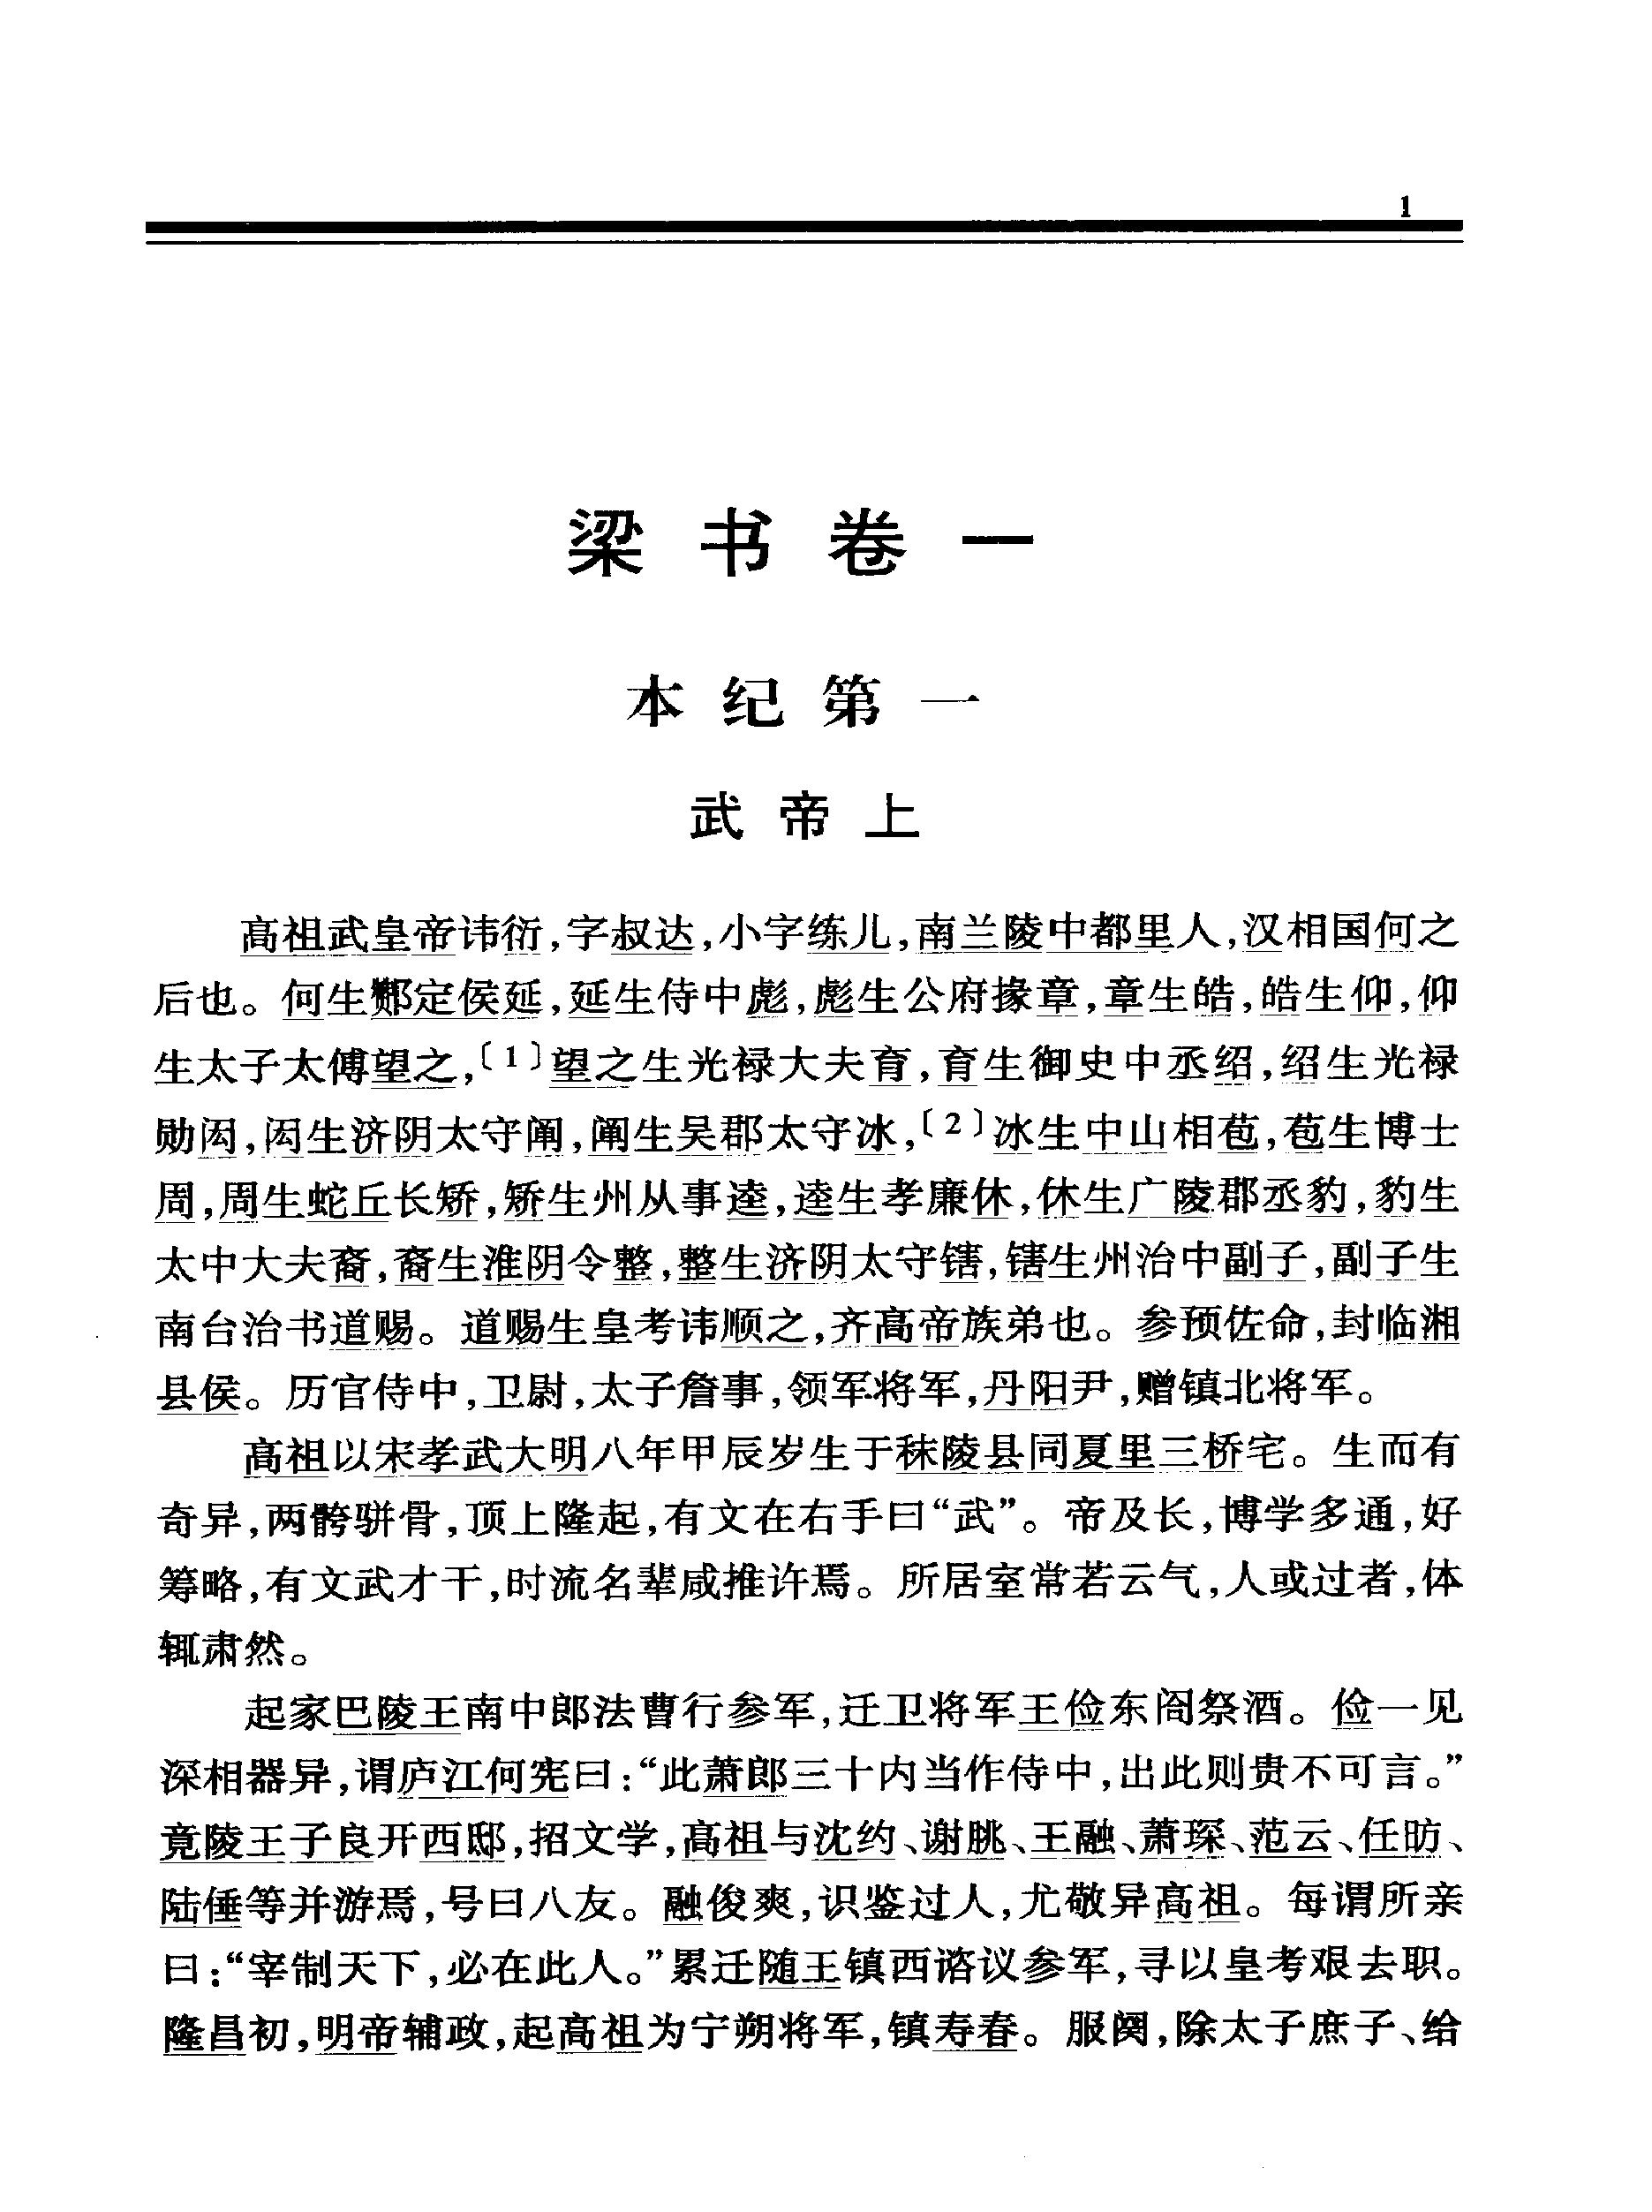 1
梁书卷一
本纪第一
武帝上
高祖武皇帝讳衍,字叔达,小字练儿,南兰陵中都里人,汉相国何之
后也。何生酂定侯延,延生侍中彪,彪生公府掾章,章生皓,皓生仰,仰
生太子太傅望之,〔1〕望之生光禄大夫育,育生御史中丞绍,绍生光禄
勋闳,闳生济阴太守阐,阐生吴郡太守冰,〔2〕冰生中山相苞,苞生博士
周,周生蛇丘长矫,矫生州从事逵,逵生孝廉休,休生广陵郡丞豹,豹生
太中大夫裔,裔生淮阴令整,整生济阴太守辖,辖生州治中副子,副子生
南台治书道赐。道赐生皇考讳顺之,齐高帝族弟也。参预佐命,封临湘
县侯。历官侍中,卫尉,太子詹事,领军将军,丹阳尹,赠镇北将军。
高祖以宋孝武大明八年甲辰岁生于秣陵县同夏里三桥宅。生而有
奇异,两骻骈骨,顶上隆起,有文在右手曰“武”。帝及长,博学多通,好
筹略,有文武才干,时流名辈咸推许焉。所居室常若云气,人或过者,体
辄肃然。
起家巴陵王南中郎法曹行参军,迁卫将军王俭东阁祭酒。俭一见
深相器异,谓庐江何宪曰:“此萧郎三十内当作侍中,出此则贵不可言。”
竟陵王子良开西邸,招文学,高祖与沈约、谢朓、王融、萧琛、范云、任昉、
陆倕等并游焉,号曰八友。融俊爽,识鉴过人,尤敬异高祖。每谓所亲
曰:“宰制天下,必在此人。”累迁随王镇西谘议参军,寻以皇考艰去职。
隆昌初,明帝辅政,起高祖为宁朔将军,镇寿春。服阕,除太子庶子、给